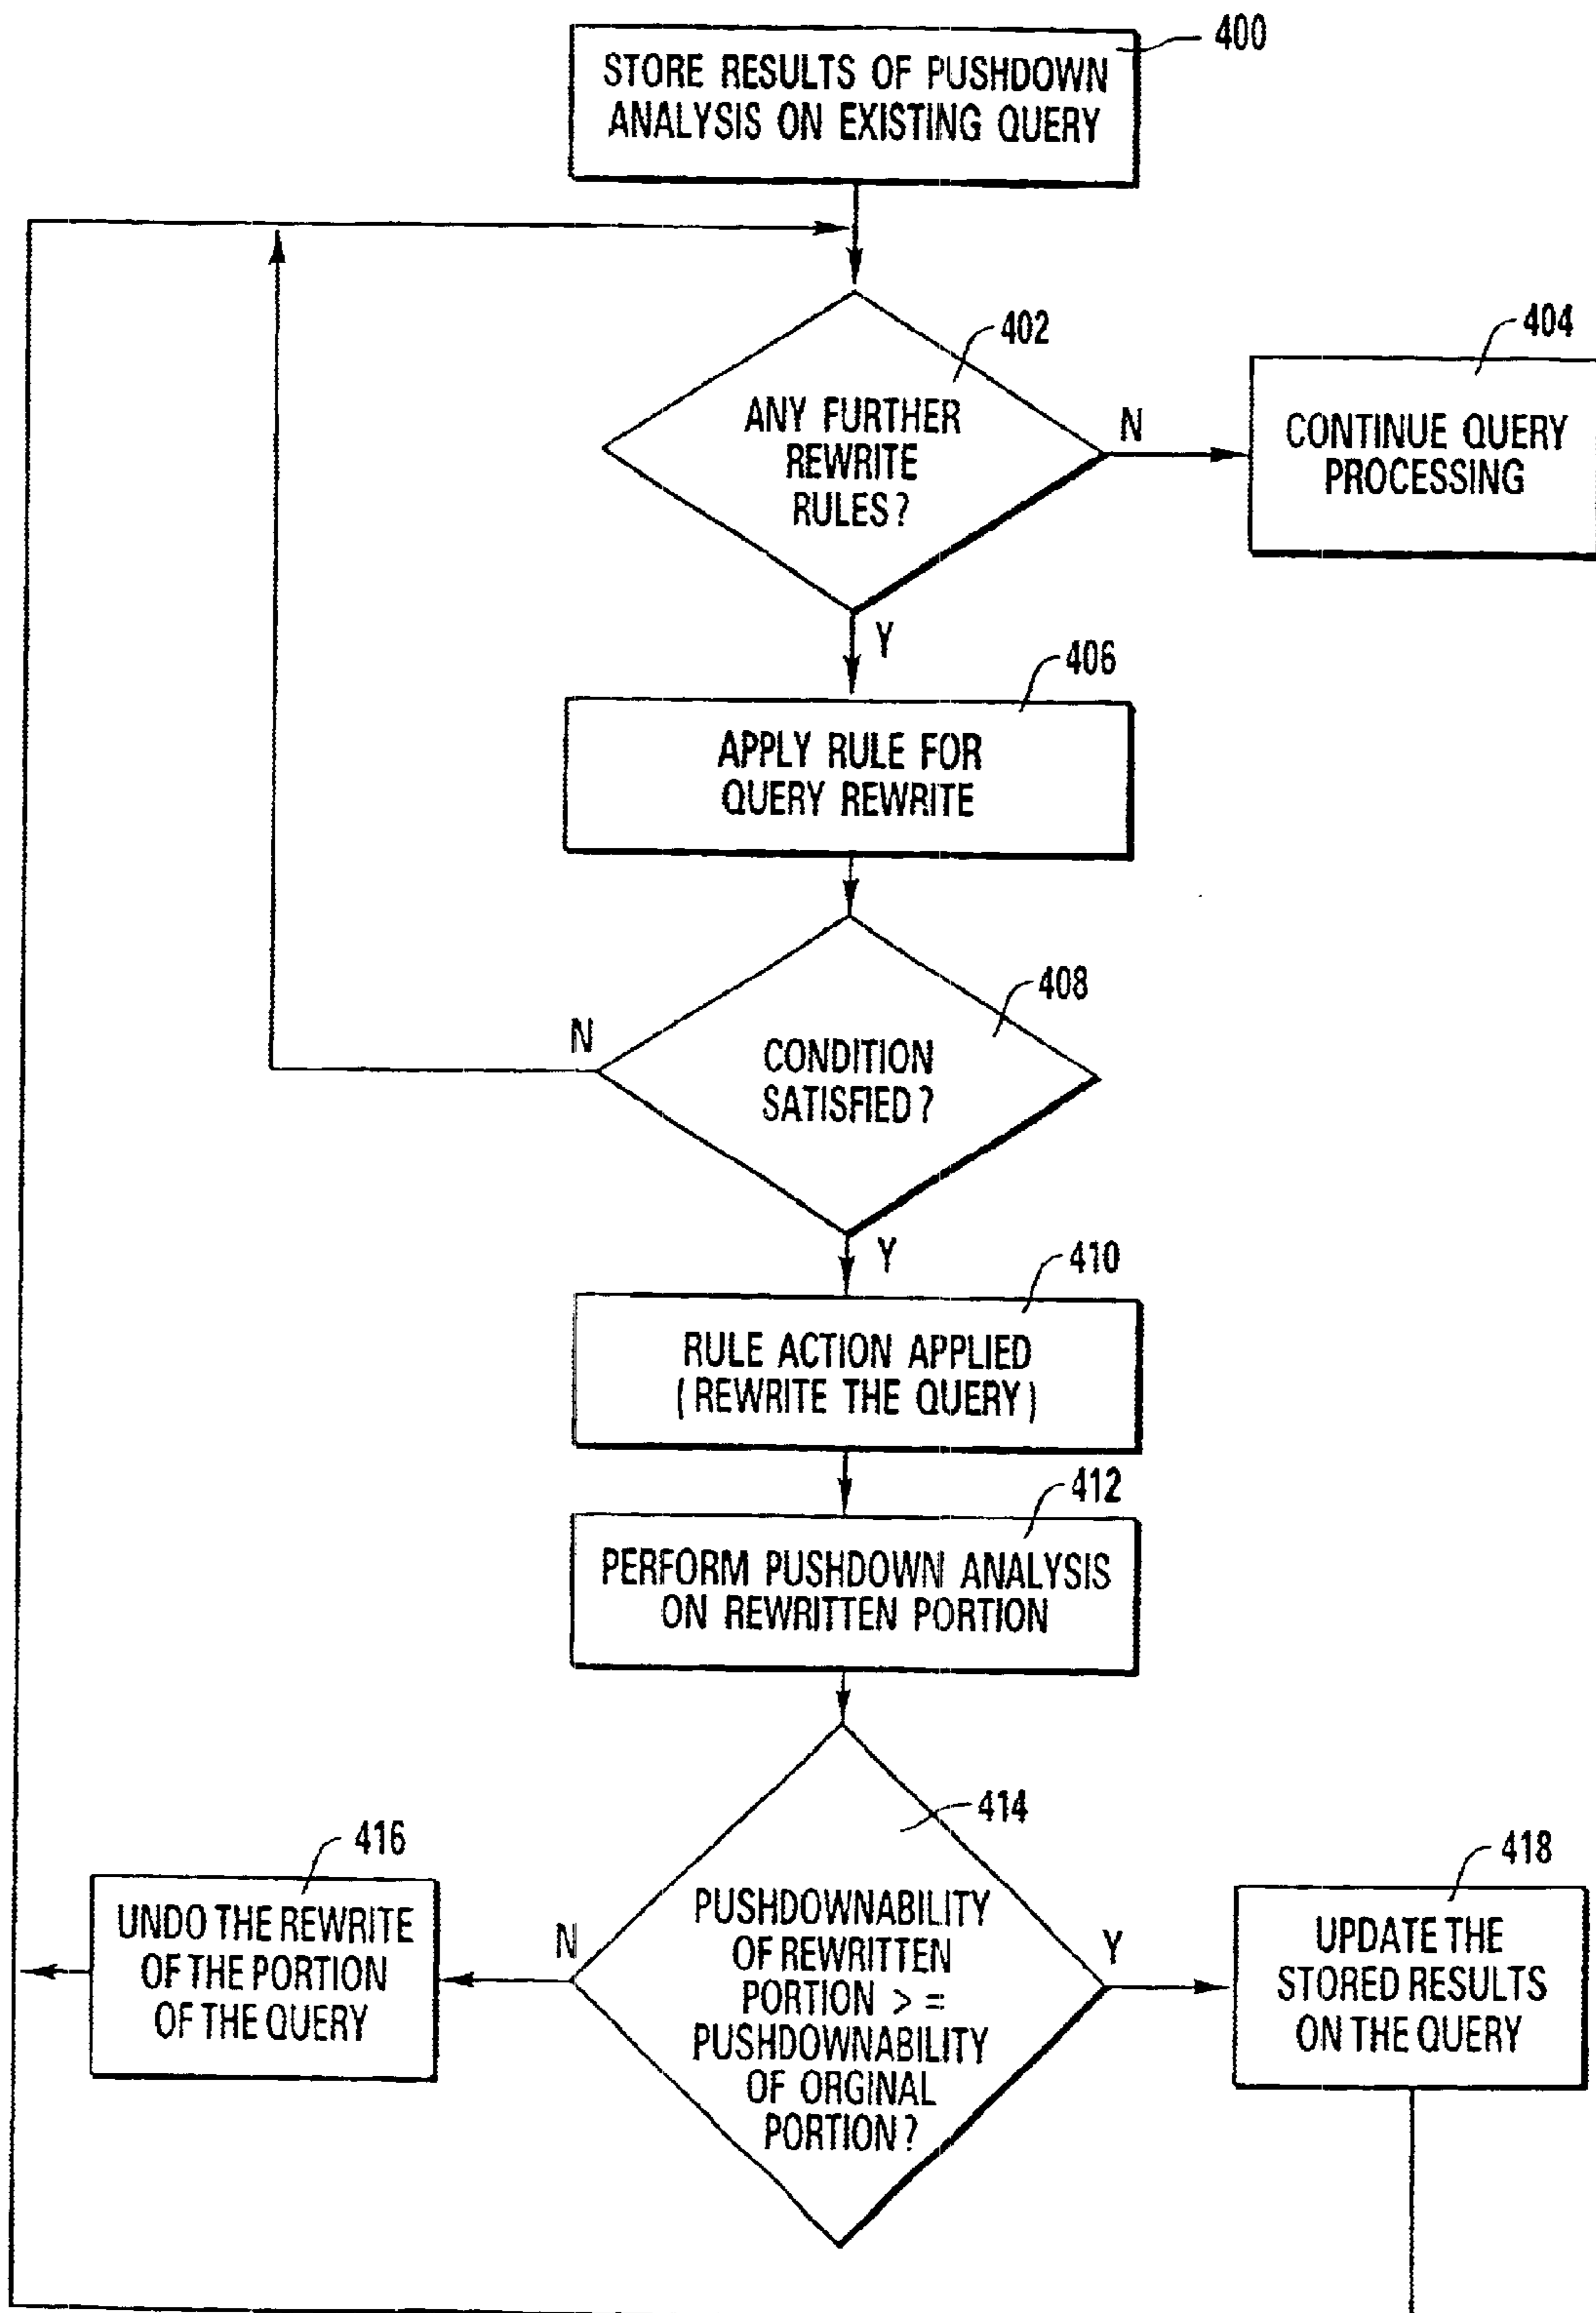 400
STORE RESULTS OF PUSHDOWN
ANALYSIS ON EXISTING QUERY
402
ANY FURTHER
REWRITE
RULES?
N
404
CONTINUE QUERY
PROCESSING
Y
406
APPLY RULE FOR
QUERY REWRITE
408
N
CONDITION
SATISFIED?
Y
410
RULE ACTION APPLIED
(REWRITE THE QUERY)
412
PERFORM PUSHDOWN ANALYSIS
ON REWRITTEN PORTION
414
416
UNDO THE REWRITE
OF THE PORTION
OF THE QUERY
N
PUSHDOWNABILITY
OF REWRITTEN
PORTION > =
PUSHDOWNABILITY
OF ORGINAL
PORTION?
Y
418
UPDATE THE
STORED RESULTS
ON THE QUERY